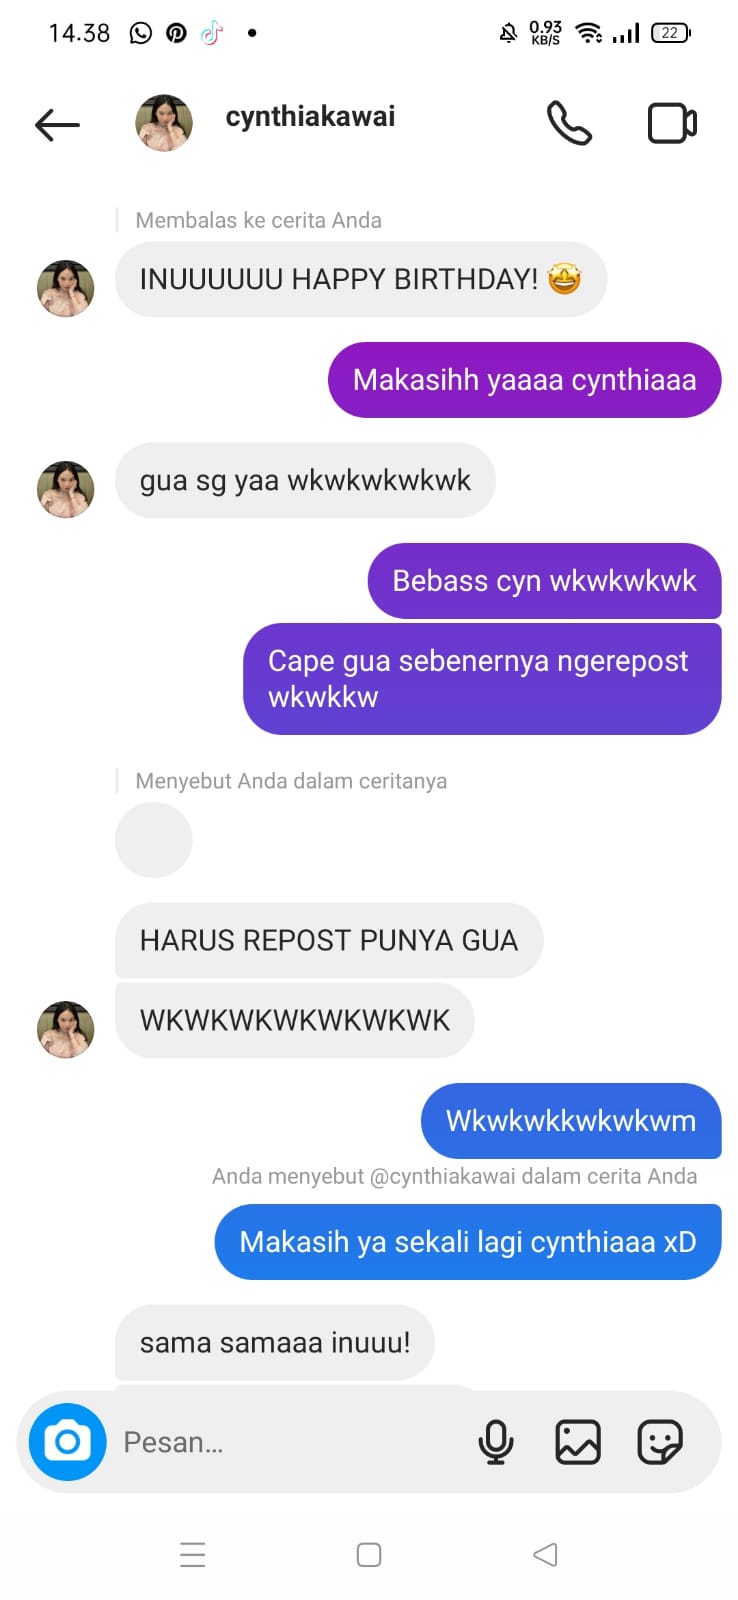 14.38
0.93
KB/S
22
cynthiakawai
Membalas ke cerita Anda
INUUUUUU HAPPY BIRTHDAY! 🤩
Makasihh yaaaa cynthiaaa
gua sg yaa wkwkwkwkwk
Bebass cyn wkwkwkwk
Cape gua sebenernya ngerepost
wkwkkw
Menyebut Anda dalam ceritanya
HARUS REPOST PUNYA GUA
WKWKWKWKWKWKWK
Wkwkwkkwkwkwm
Anda menyebut @cynthiakawai dalam cerita Anda
Makasih ya sekali lagi cynthiaaa xD
sama samaaa inuuu!
Pesan...